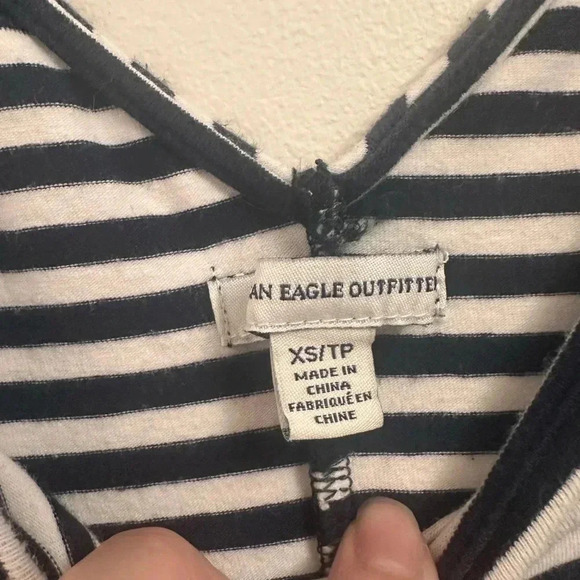 AN EAGLE OUTFITTE
XS/TP
MADE IN
CHINA
FABRIQUÉ EN
CHINE